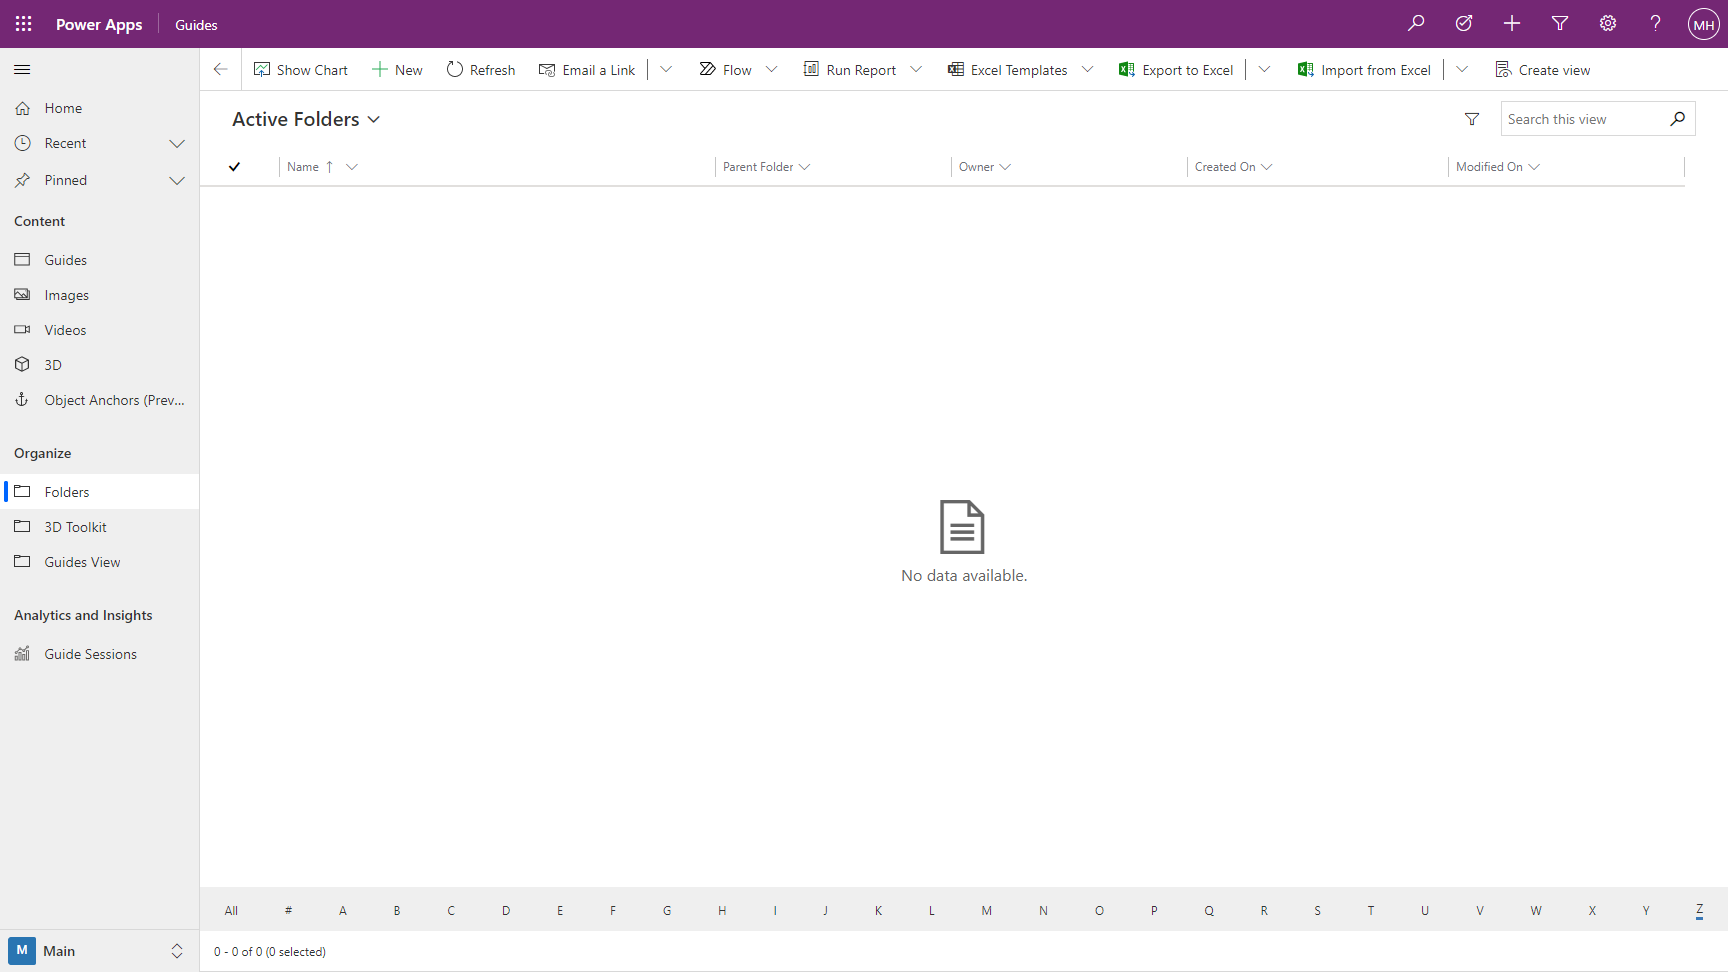 Power Apps
Guides
MH
Show Chart
New
Refresh
Email a Link
Flow
Run Report
Excel Templates
Export to Excel
Import from Excel
Create view
Home
Recent
Pinned
Content
Guides
Images
Videos
3D
Object Anchors (Prev...
Organize
Folders
3D Toolkit
Guides View
Analytics and Insights
Guide Sessions
M Main
Active Folders
Search this view
Name
Parent Folder
Owner
Created On
Modified On
No data available.
All # A B C D E F G H I J K L M N O P Q R S T U V W X Y Z
0 - 0 of 0 (0 selected)